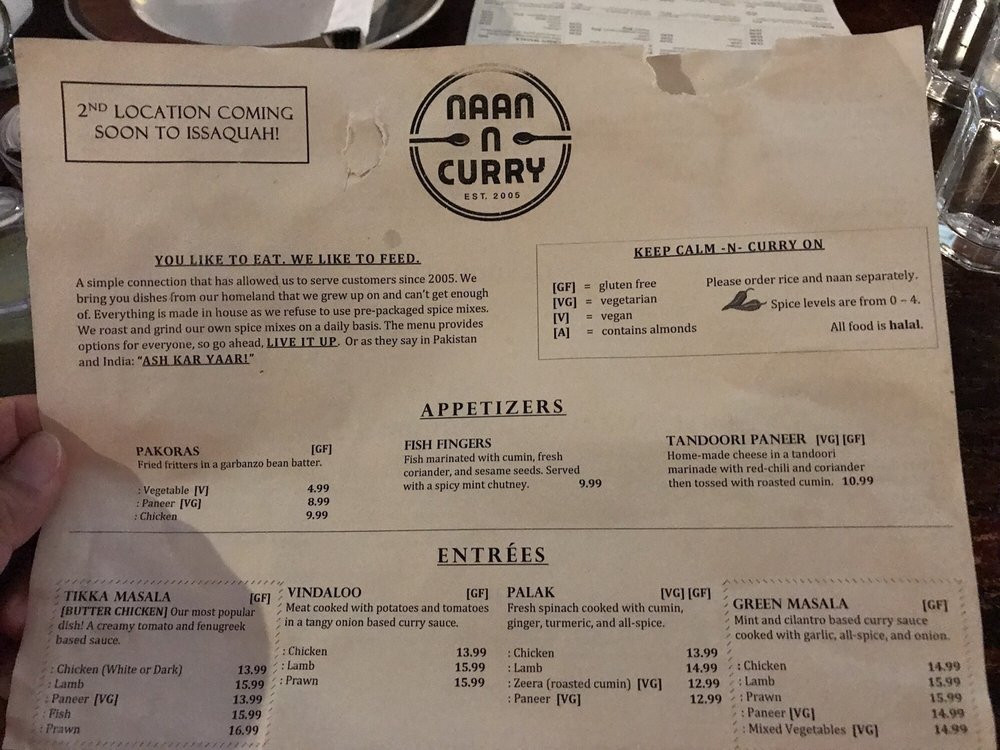 2ND LOCATION COMING
SOON TO ISSAQUAH!
NAAN
N
CURRY
EST. 2005
YOU LIKE TO EAT. WE LIKE TO FEED.
A simple connection that has allowed us to serve customers since 2005. We
bring you dishes from our homeland that we grew up on and can't get enough
of. Everything is made in house as we refuse to use pre-packaged spice mixes.
We roast and grind our own spice mixes on a daily basis. The menu provides
options for everyone, so go ahead, LIVE IT UP. Or as they say in Pakistan
and India: "ASH KAR YAAR!"
KEEP CALM -N- CURRY ON
[GF] = gluten free
[VG] = vegetarian
[V] = vegan
[A] = contains almonds
Please order rice and naan separately.
Spice levels are from 0 – 4.
All food is halal.
APPETIZERS
PAKORAS [GF]
Fried fritters in a garbanzo bean batter.
: Vegetable [V] 4.99
: Paneer [VG] 8.99
: Chicken 9.99
FISH FINGERS
Fish marinated with cumin, fresh
coriander, and sesame seeds. Served
with a spicy mint chutney. 9.99
TANDOORI PANEER [VG] [GF]
Home-made cheese in a tandoori
marinade with red-chili and coriander
then tossed with roasted cumin. 10.99
ENTRÉES
TIKKA MASALA [GF]
[BUTTER CHICKEN] Our most popular
dish! A creamy tomato and fenugreek
based sauce.
: Chicken (White or Dark) 13.99
: Lamb 15.99
: Paneer [VG] 13.99
: Fish 15.99
: Prawn 16.99
VINDALOO [GF]
Meat cooked with potatoes and tomatoes
in a tangy onion based curry sauce.
: Chicken 13.99
: Lamb 15.99
: Prawn 15.99
PALAK [VG] [GF]
Fresh spinach cooked with cumin,
ginger, turmeric, and all-spice.
: Chicken 13.99
: Lamb 14.99
: Zeera (roasted cumin) [VG] 12.99
: Paneer [VG] 12.99
GREEN MASALA [GF]
Mint and cilantro based curry sauce
cooked with garlic, all-spice, and onion.
: Chicken 14.99
: Lamb 15.99
: Prawn 15.99
: Paneer [VG] 14.99
: Mixed Vegetables [VG] 14.99